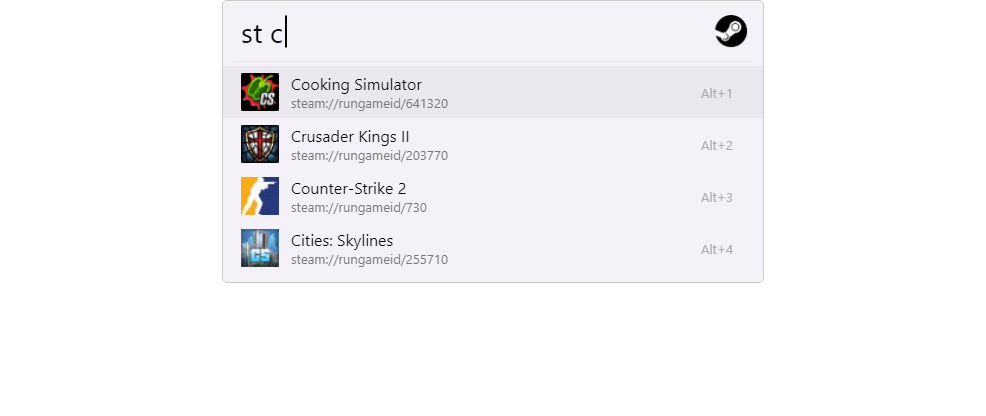 st c
Cooking Simulator
steam://rungameid/641320
Alt+1
Crusader Kings II
steam://rungameid/203770
Alt+2
Counter-Strike 2
steam://rungameid/730
Alt+3
Cities: Skylines
steam://rungameid/255710
Alt+4
CS
CS